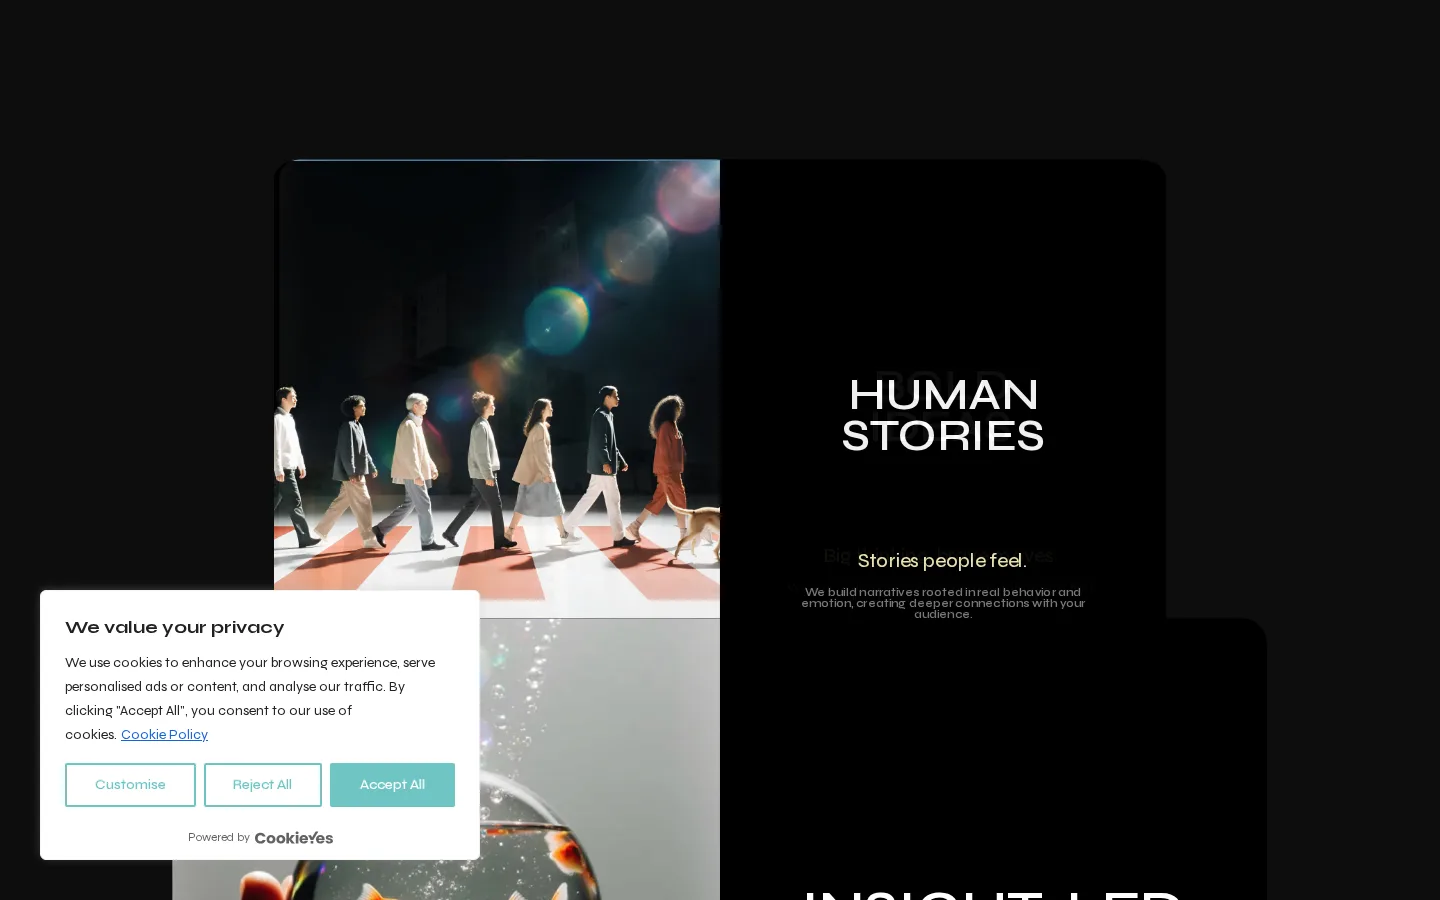 HUMAN
STORIES
Stories people feel.
We build narratives rooted in real behavior and
emotion, creating deeper connections with your
audience.
We value your privacy
We use cookies to enhance your browsing experience, serve
personalised ads or content, and analyse our traffic. By
clicking "Accept All", you consent to our use of
cookies. Cookie Policy
Customise Reject All Accept All
Powered by CookieYes
INSIGHT-LED